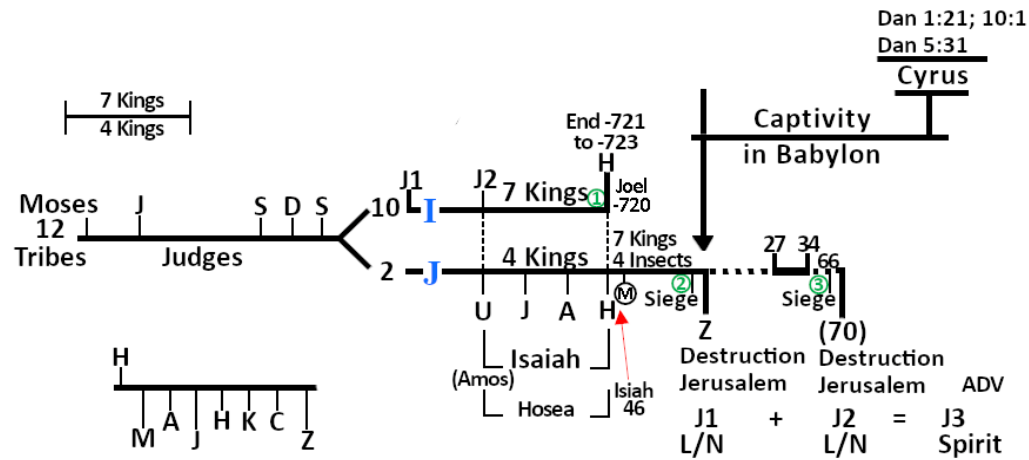 Dan 1:21; 10:1
Dan 5:31
Cyrus
7 Kings
4 Kings
End -721
to -723
H
Captivity
in Babylon
Moses
12
Tribes
J
S D S
Judges
J1
J2
7 Kings
①
Joel
-720
10
I
2
J
4 Kings
7 Kings
4 Insects
27
34
66
U
J
A
H
M
②
Siege
Z
③
Siege
(70)
Isaiah
(Amos)
Hosea
Isiah
46
Destruction
Jerusalem
Destruction
Jerusalem
ADV
J1 + J2 = J3
L/N L/N Spirit
H
M A J H K C Z